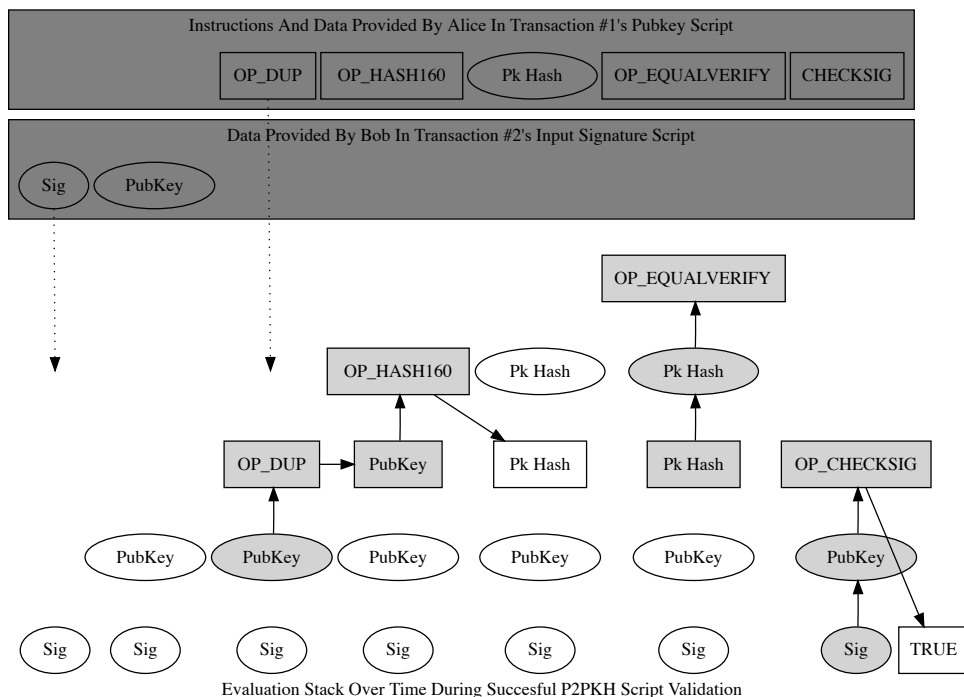 Instructions And Data Provided By Alice In Transaction #1's Pubkey Script
OP_DUP OP_HASH160 Pk Hash OP_EQUALVERIFY CHECKSIG
Data Provided By Bob In Transaction #2's Input Signature Script
Sig PubKey
OP_EQUALVERIFY
OP_HASH160 Pk Hash Pk Hash
OP_DUP PubKey Pk Hash Pk Hash OP_CHECKSIG
PubKey PubKey PubKey PubKey PubKey PubKey
Sig Sig Sig Sig Sig Sig Sig TRUE
Evaluation Stack Over Time During Succesful P2PKH Script Validation